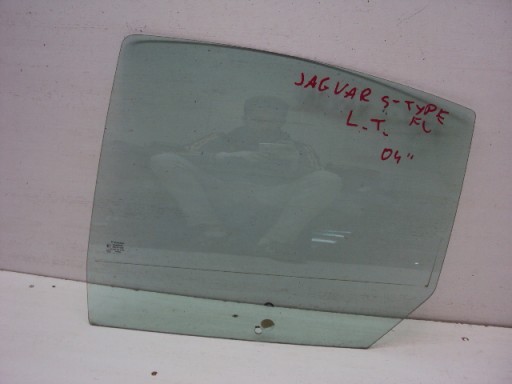 JAGUAR S-TYPE
L.T. FL
04"